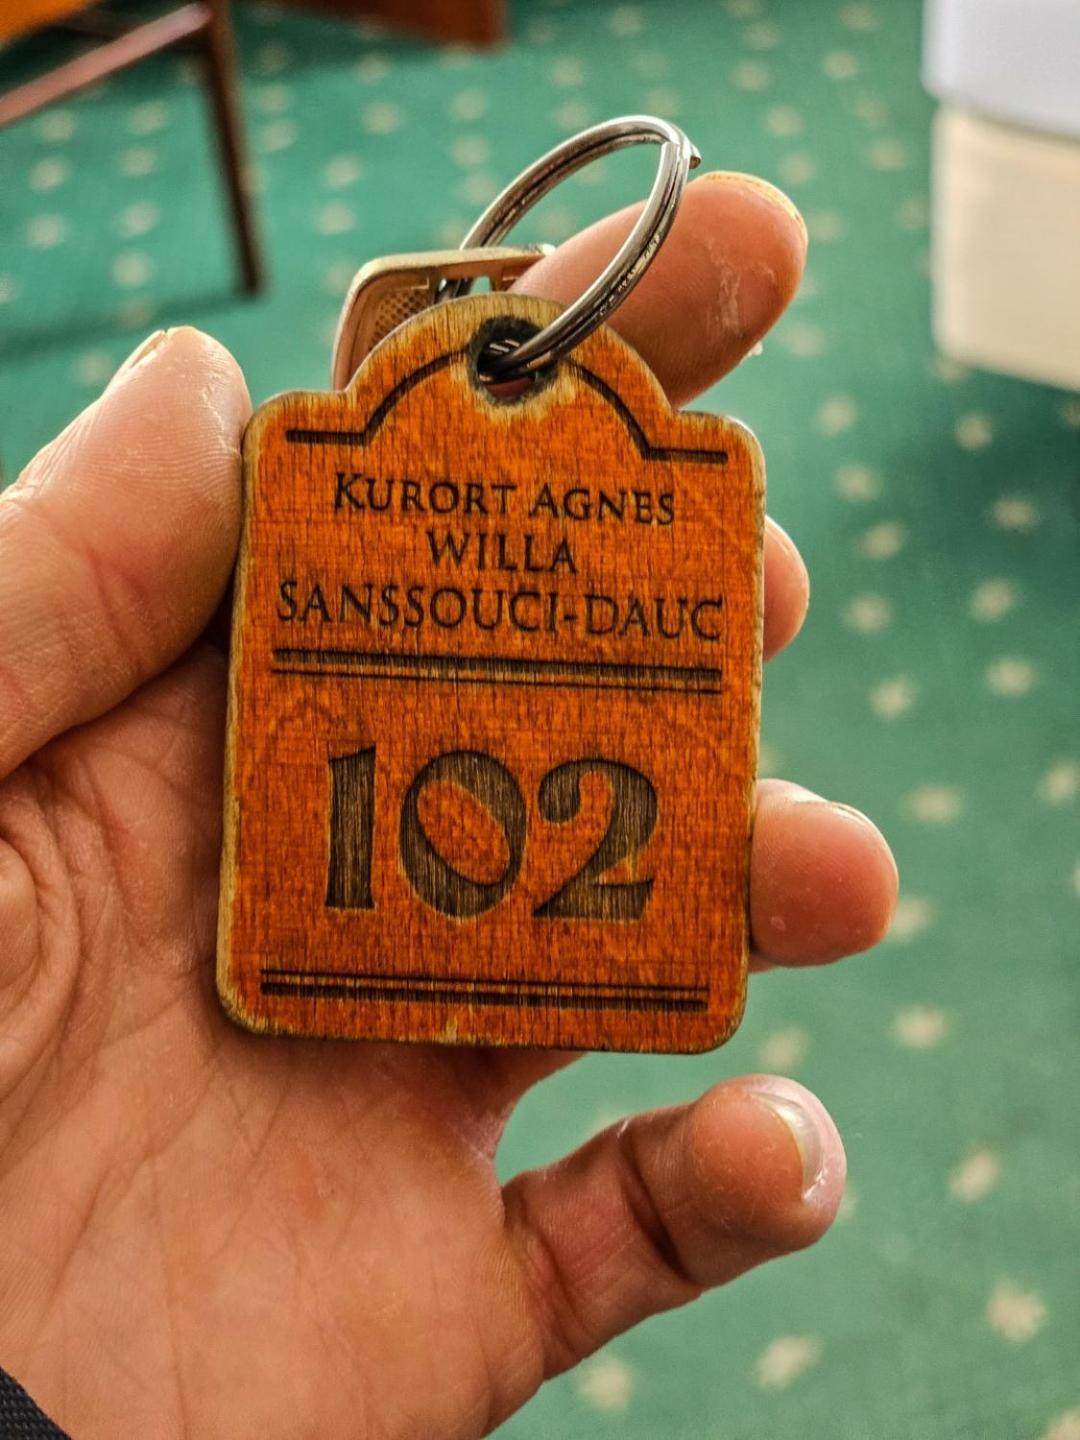 KURORT AGNES
WILLA
SANSSOUCI-DAUC
102